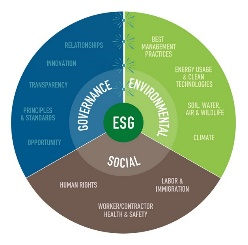 RELATIONSHIPS
INNOVATION
TRANSPARENCY
PRINCIPLES
& STANDARDS
OPPORTUNITY
GOVERNANCE
BEST
MANAGEMENT
PRACTICES
ENERGY USAGE
& CLEAN
TECHNOLOGIES
SOIL, WATER,
AIR & WILDLIFE
CLIMATE
ENVIRONMENTAL
ESG
SOCIAL
HUMAN RIGHTS
LABOR &
IMMIGRATION
WORKER/CONTRACTOR
HEALTH & SAFETY